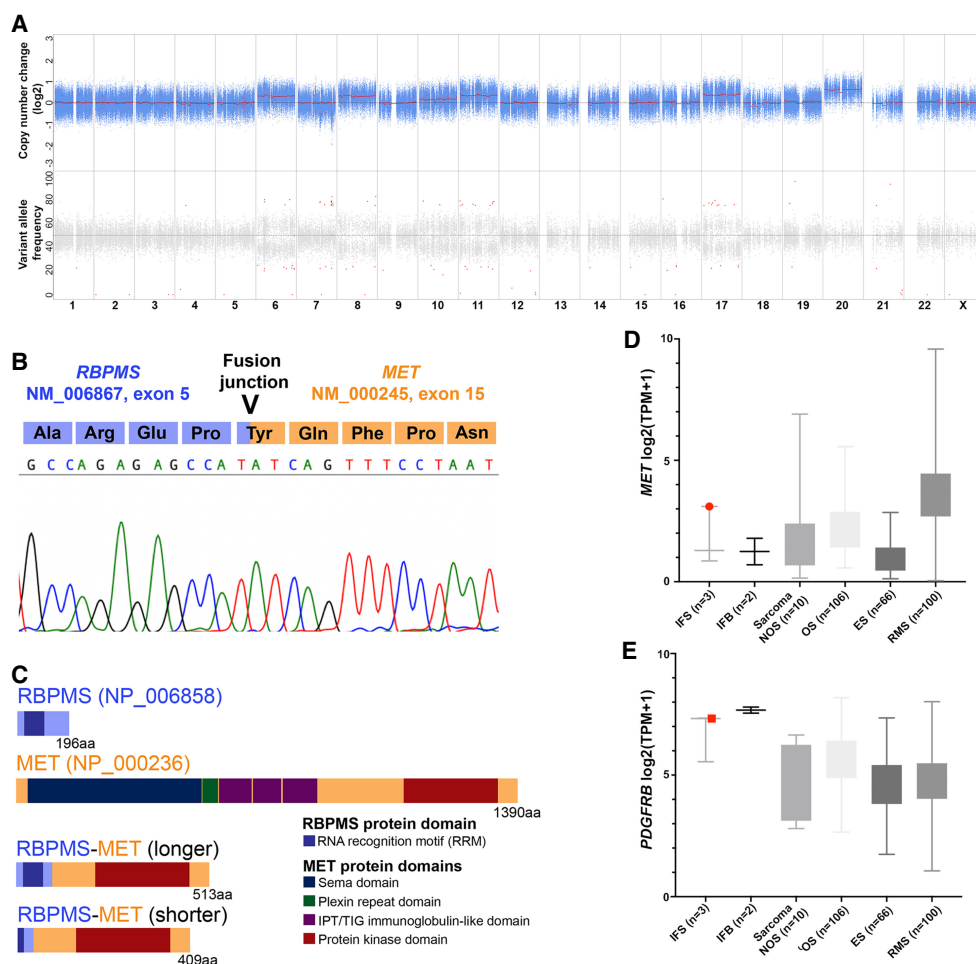 A
Copy number change
(log2)
3
2
1
0
-1
-2
-3
Variant allele
frequency
100
80
60
40
20
0
1 2 3 4 5 6 7 8 9 10 11 12 13 14 15 16 17 18 19 20 21 22 X
B
RBPMS
NM_006867, exon 5
Fusion
junction
V
MET
NM_000245, exon 15
Ala Arg Glu Pro Tyr Gln Phe Pro Asn
G C C A G A G A G C C A T A T C A G T T T C C T A A T
C
RBPMS (NP_006858)
196aa
MET (NP_000236)
1390aa
RBPMS-MET (longer)
513aa
RBPMS-MET (shorter)
409aa
RBPMS protein domain
RNA recognition motif (RRM)
MET protein domains
Sema domain
Plexin repeat domain
IPT/TIG immunoglobulin-like domain
Protein kinase domain
D
MET log2(TPM+1)
10
5
0
IFS (n=3)
IFB (n=2)
Sarcoma
NOS (n=10)
OS (n=106)
ES (n=66)
RMS (n=100)
E
PDGFRB log2(TPM+1)
10
5
0
IFS (n=3)
IFB (n=2)
Sarcoma
NOS (n=10)
'OS (n=106)
ES (n=66)
RMS (n=100)